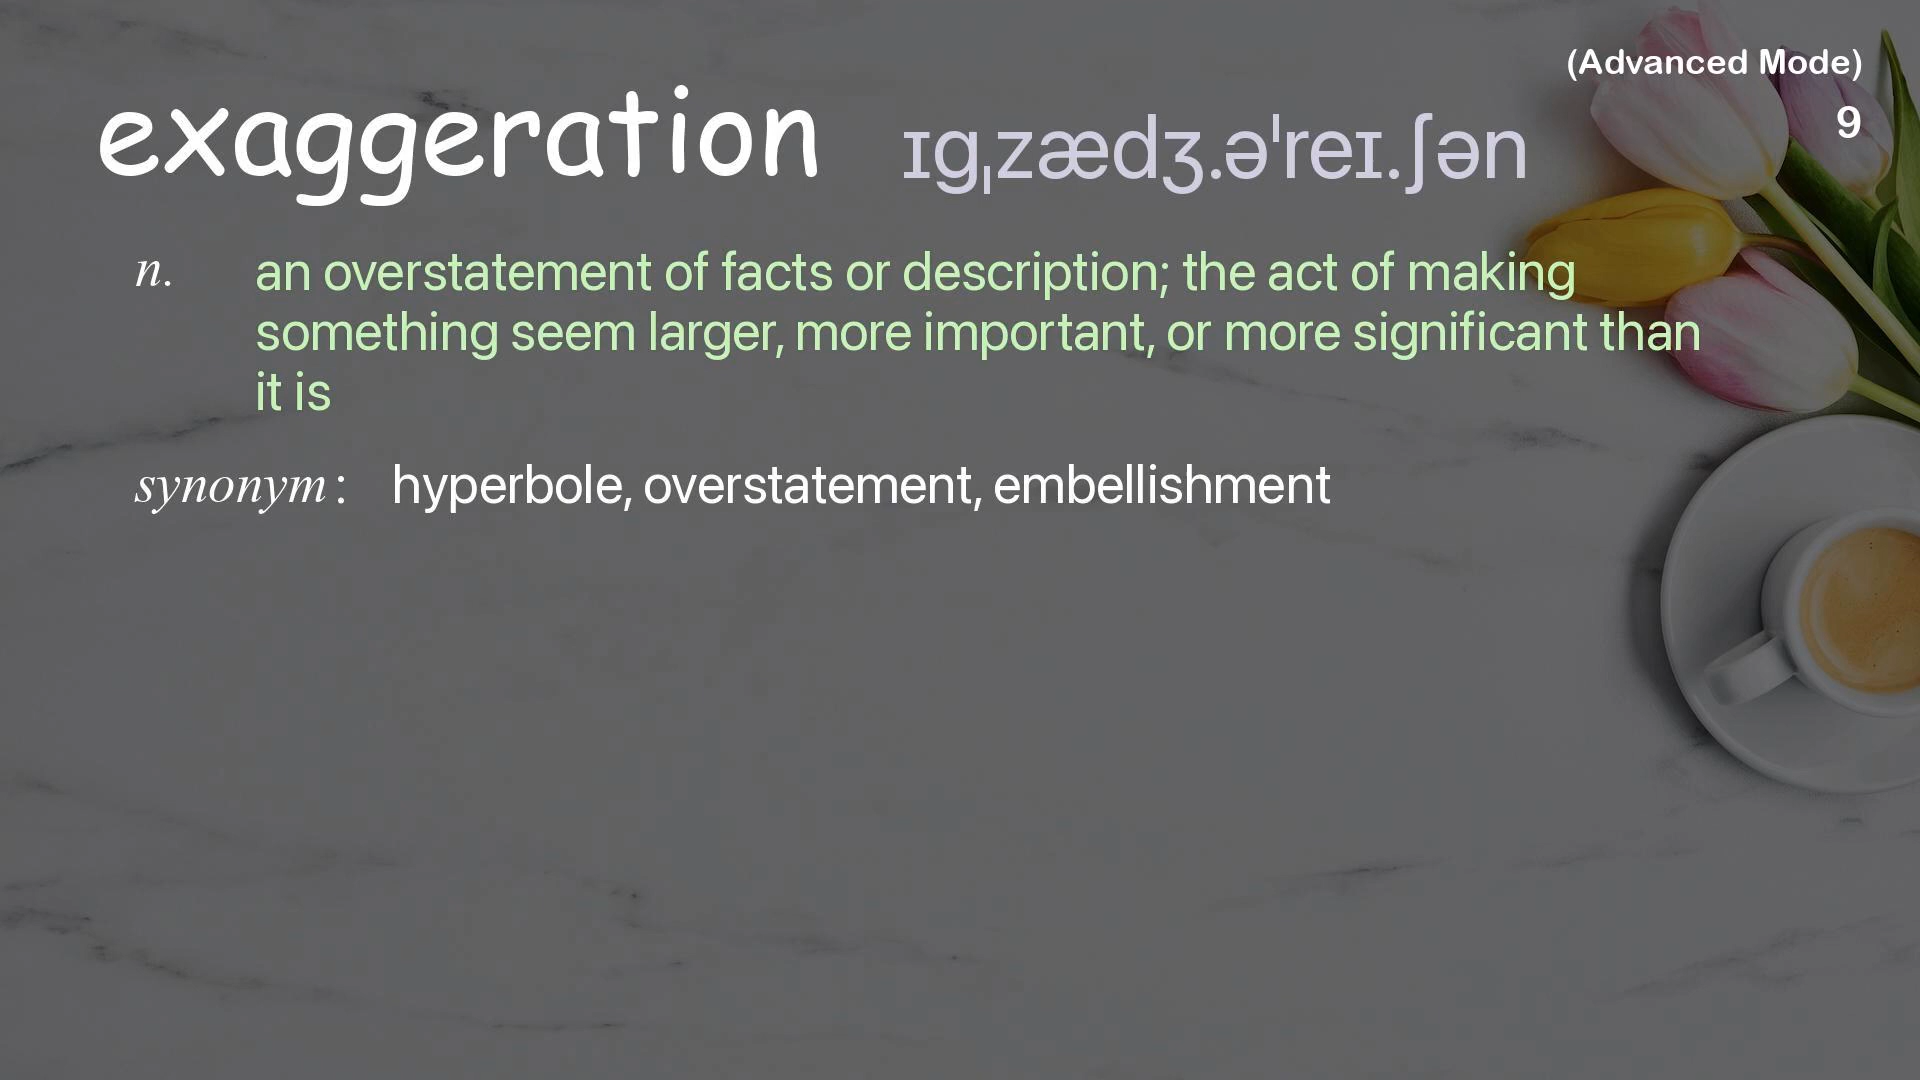 (Advanced Mode)
exaggeration ɪɡˌzædʒ.əˈreɪ.ʃən 9
n. an overstatement of facts or description; the act of making
something seem larger, more important, or more significant than
it is
synonym: hyperbole, overstatement, embellishment